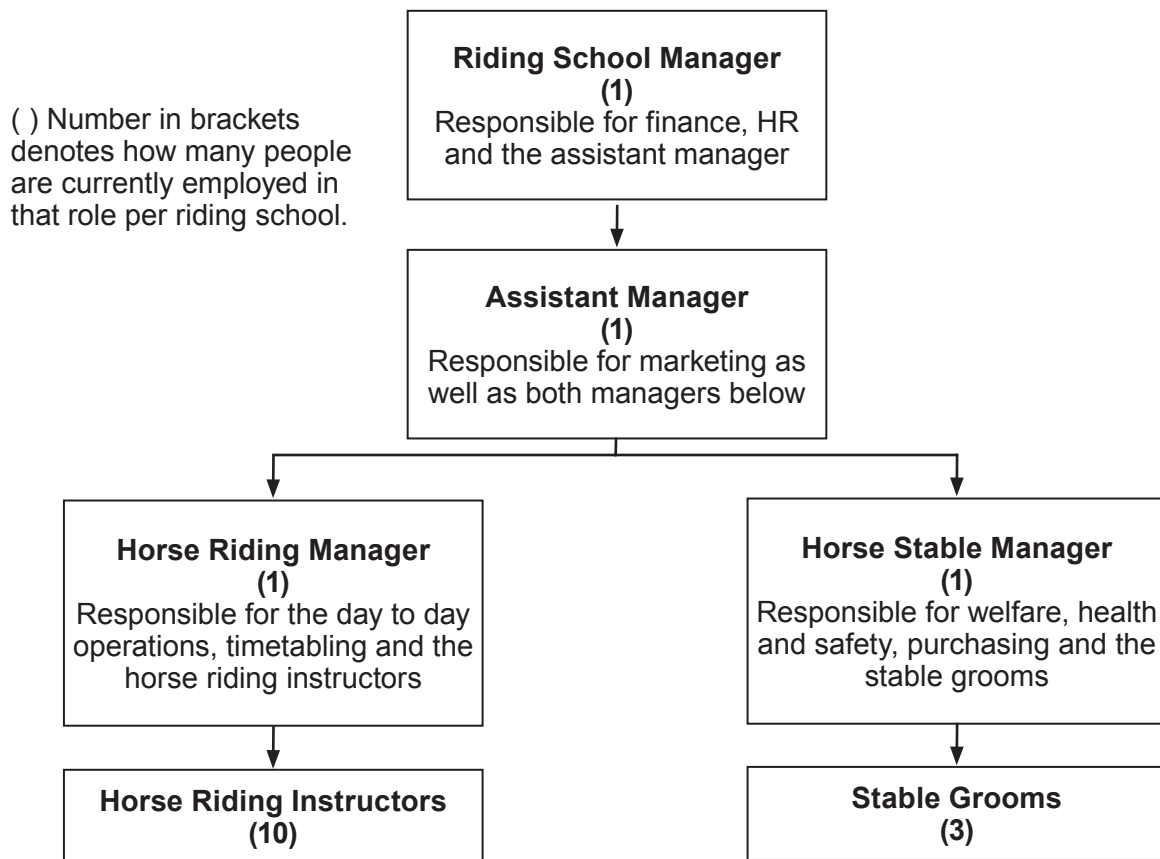 Riding School Manager
(1)
Responsible for finance, HR
and the assistant manager
( ) Number in brackets
denotes how many people
are currently employed in
that role per riding school.
Assistant Manager
(1)
Responsible for marketing as
well as both managers below
Horse Riding Manager
(1)
Responsible for the day to day
operations, timetabling and the
horse riding instructors
Horse Stable Manager
(1)
Responsible for welfare, health
and safety, purchasing and the
stable grooms
Horse Riding Instructors
(10)
Stable Grooms
(3)